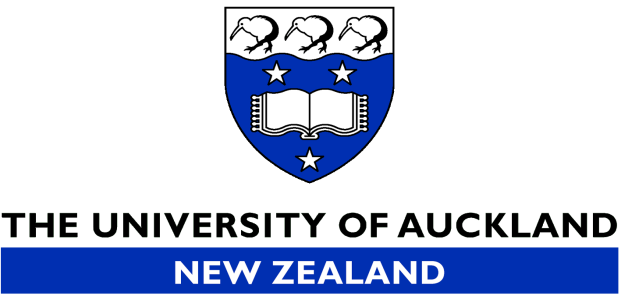 THE UNIVERSITY OF AUCKLAND
NEW ZEALAND